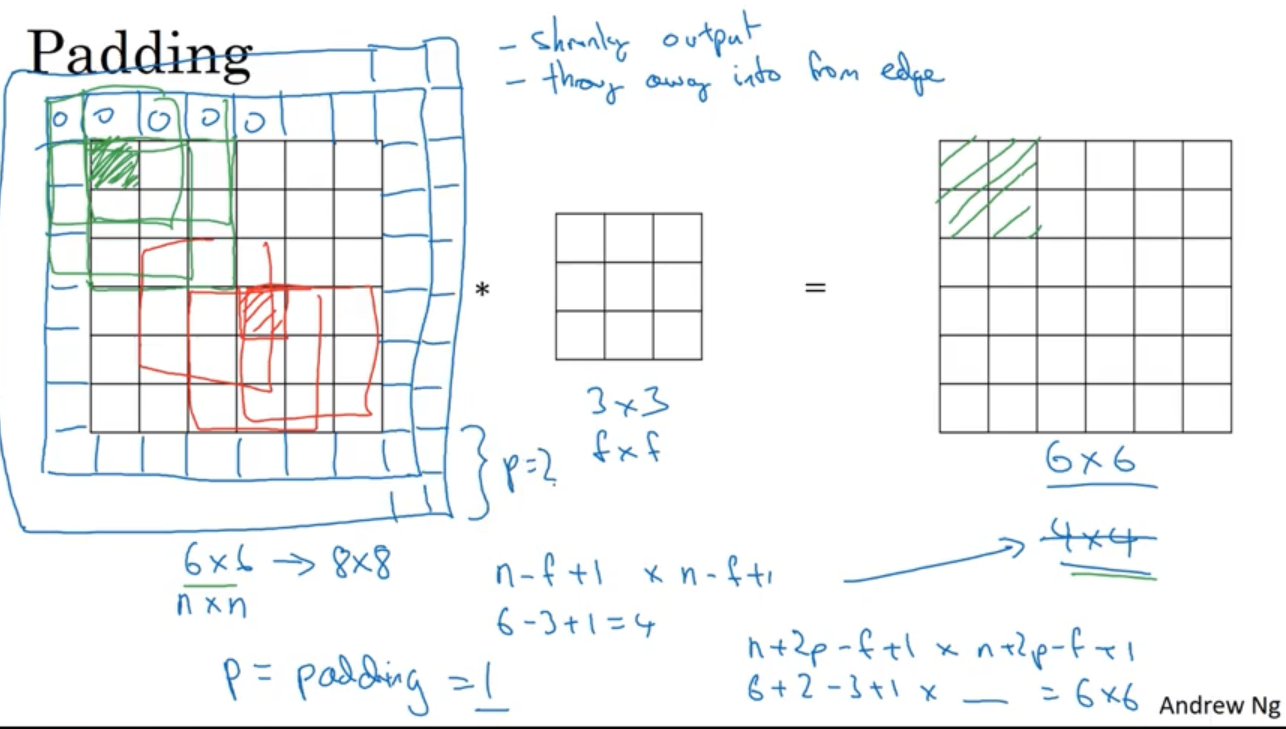 Padding
- shrinky output
- throw away info from edge
0 0 0 0 0
*
=
3 x 3
f x f
6 x 6
4 x 4
p = 2
6 x 6 → 8 x 8
n x n
n - f + 1 x n - f + 1
6 - 3 + 1 = 4
p = padding = 1
n + 2p - f + 1 x n + 2p - f + 1
6 + 2 - 3 + 1 x __ = 6 x 6
Andrew Ng